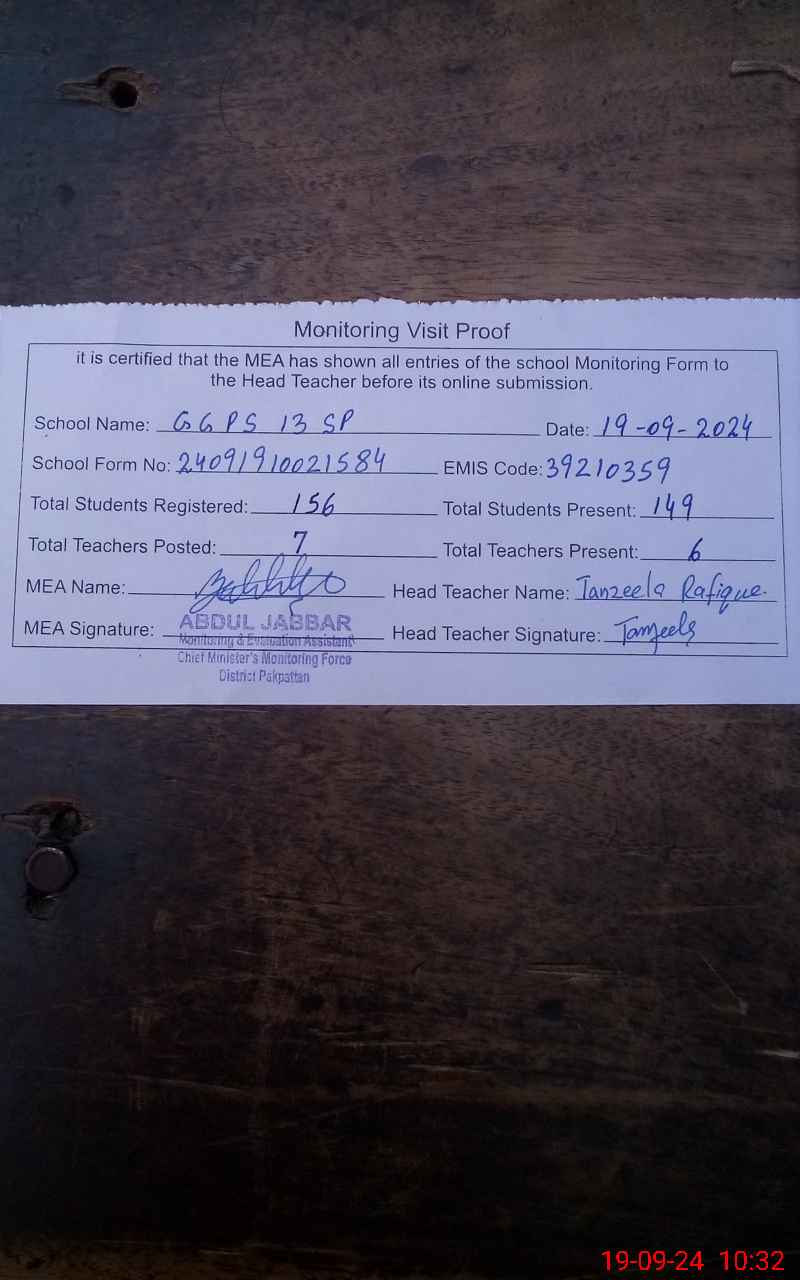 Monitoring Visit Proof
it is certified that the MEA has shown all entries of the school Monitoring Form to
the Head Teacher before its online submission.
School Name: GGPS 13 SP Date: 19-09-2024
School Form No: 24091910021584 EMIS Code: 39210359
Total Students Registered: 156 Total Students Present: 149
Total Teachers Posted: 7 Total Teachers Present: 6
MEA Name: Head Teacher Name: Tanzeela Rafique.
MEA Signature: ABDUL JABBAR Head Teacher Signature: Tanzeela
Monitoring & Evaluation Assistant
Chief Minister's Monitoring Force
District Pakpattan
19-09-24 10:32